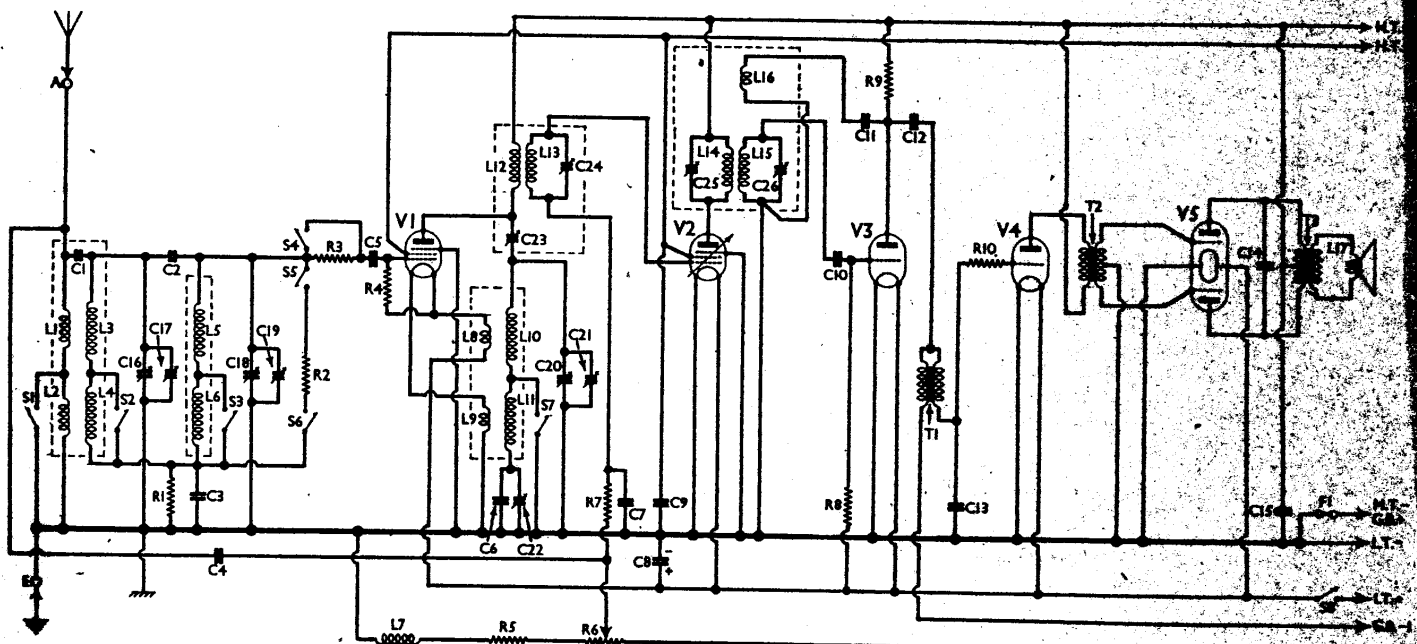 H.T.
H.T.
A
L16
R9
C11
C12
L12
L13
C24
L14
L15
C25
C26
V1
C23
V2
V3
V4
T2
V5
S4
R3
C5
S5
R4
C10
R10
C14
L17
C1
C2
L1
L3
C17
L5
C19
L8
L10
C21
C16
C18
C20
R2
L2
L4
S1
S2
L6
S3
S6
L9
L11
S7
T1
R1
C3
R7
C7
C9
R8
C13
C15
F1
H.T.-
G.B.+
C6
C22
L.T.-
C4
C8
-
+
E
L.T.+
L7
R5
R6